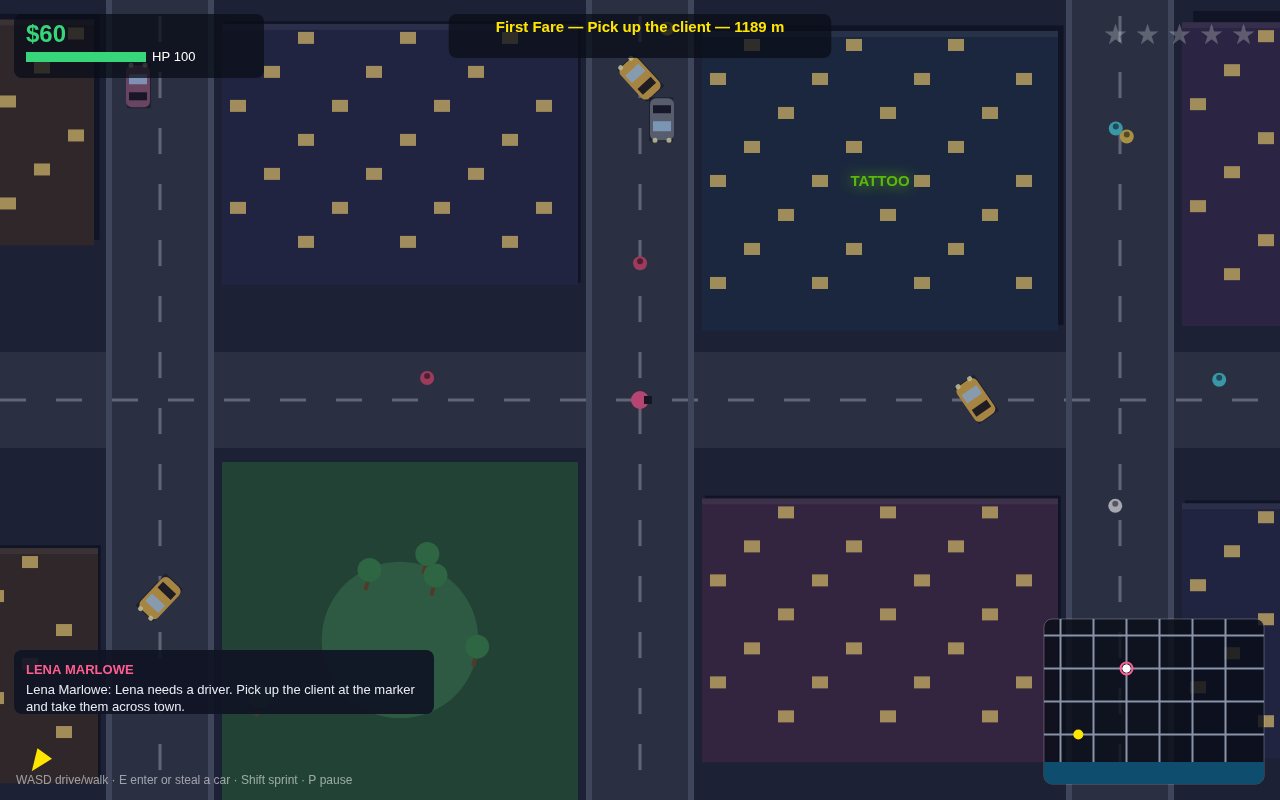 $60
HP 100
First Fare — Pick up the client — 1189 m
TATTOO
LENA MARLOWE
Lena Marlowe: Lena needs a driver. Pick up the client at the marker
and take them across town.
WASD drive/walk · E enter or steal a car · Shift sprint · P pause